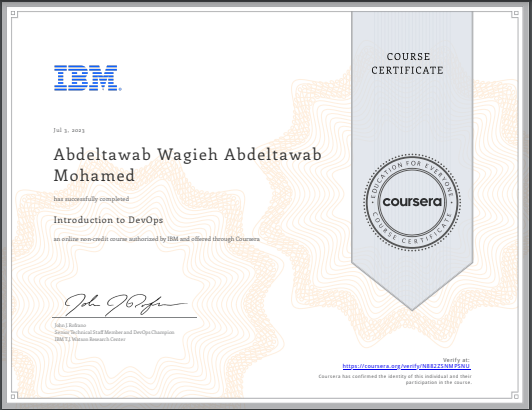 COURSE
CERTIFICATE
IBM
Jul 3, 2023
Abdeltawab Wagieh Abdeltawab
Mohamed
has successfully completed
Introduction to DevOps
an online non-credit course authorized by IBM and offered through Coursera
EDUCATION FOR EVERYONE
coursera
COURSE CERTIFICATE
John J Rofrano
Senior Technical Staff Member and DevOps Champion
IBM T.J. Watson Research Center
Verify at:
https://coursera.org/verify/
Coursera has confirmed the identity of this individual and their
participation in the course.